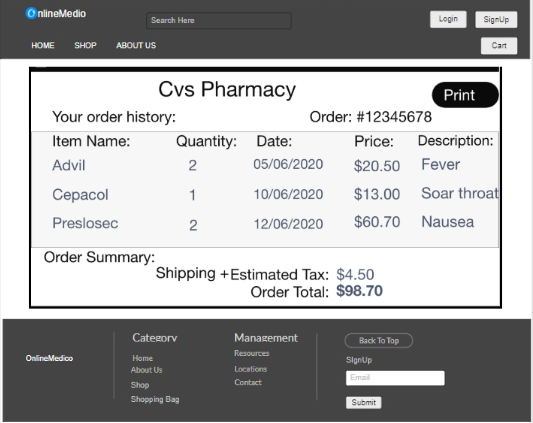 OnlineMedio
Search Here
Login
SignUp
HOME SHOP ABOUT US
Cart
Cvs Pharmacy
Print
Your order history: Order: #12345678
Item Name: Quantity: Date: Price: Description:
Advil 2 05/06/2020 $20.50 Fever
Cepacol 1 10/06/2020 $13.00 Soar throat
Preslosec 2 12/06/2020 $60.70 Nausea
Order Summary:
Shipping +Estimated Tax: $4.50
Order Total: $98.70
OnlineMedico
Category
Home
About Us
Shop
Shopping Bag
Management
Resources
Locations
Contact
Back To Top
SignUp
Email
Submit